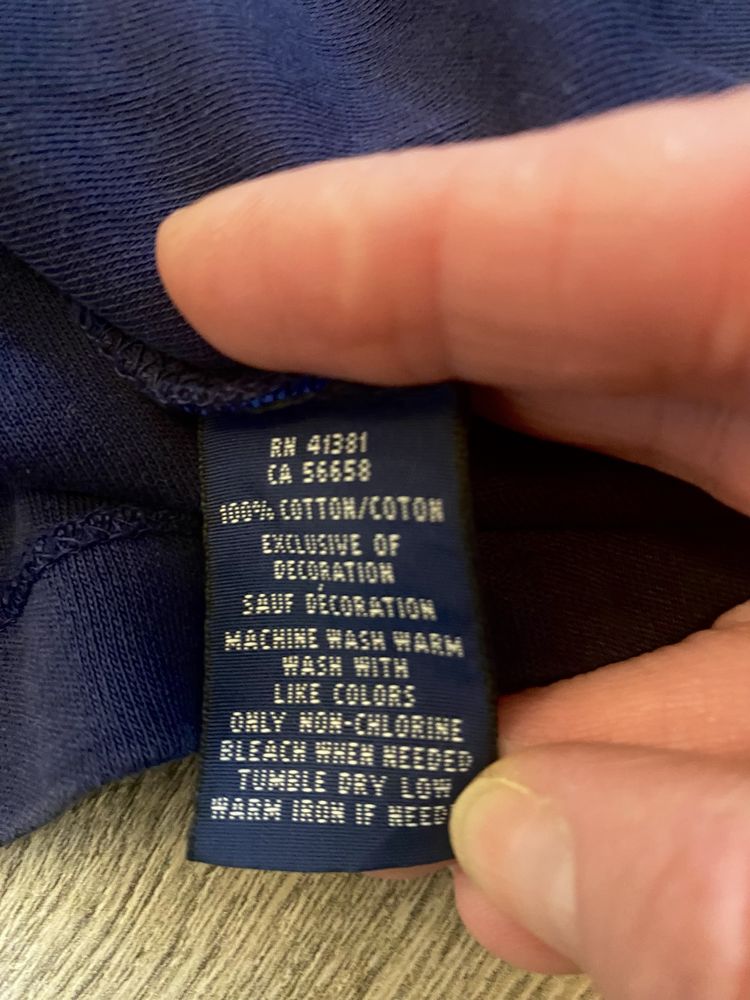 RN 41381
CA 56658
100% COTTON/COTON
EXCLUSIVE OF
DECORATION
SAUF DÉCORATION
MACHINE WASH WARM
WASH WITH
LIKE COLORS
ONLY NON-CHLORINE
BLEACH WHEN NEEDED
TUMBLE DRY LOW
WARM IRON IF